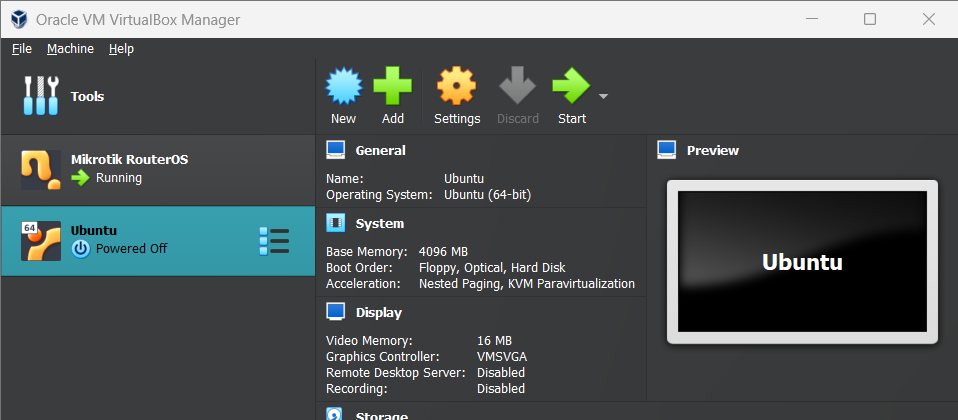 Oracle VM VirtualBox Manager
File Machine Help
Tools
New Add Settings Discard Start
Mikrotik RouterOS
Running
64
Ubuntu
Powered Off
General
Name: Ubuntu
Operating System: Ubuntu (64-bit)
System
Base Memory: 4096 MB
Boot Order: Floppy, Optical, Hard Disk
Acceleration: Nested Paging, KVM Paravirtualization
Display
Video Memory: 16 MB
Graphics Controller: VMSVGA
Remote Desktop Server: Disabled
Recording: Disabled
Storage
Preview
Ubuntu